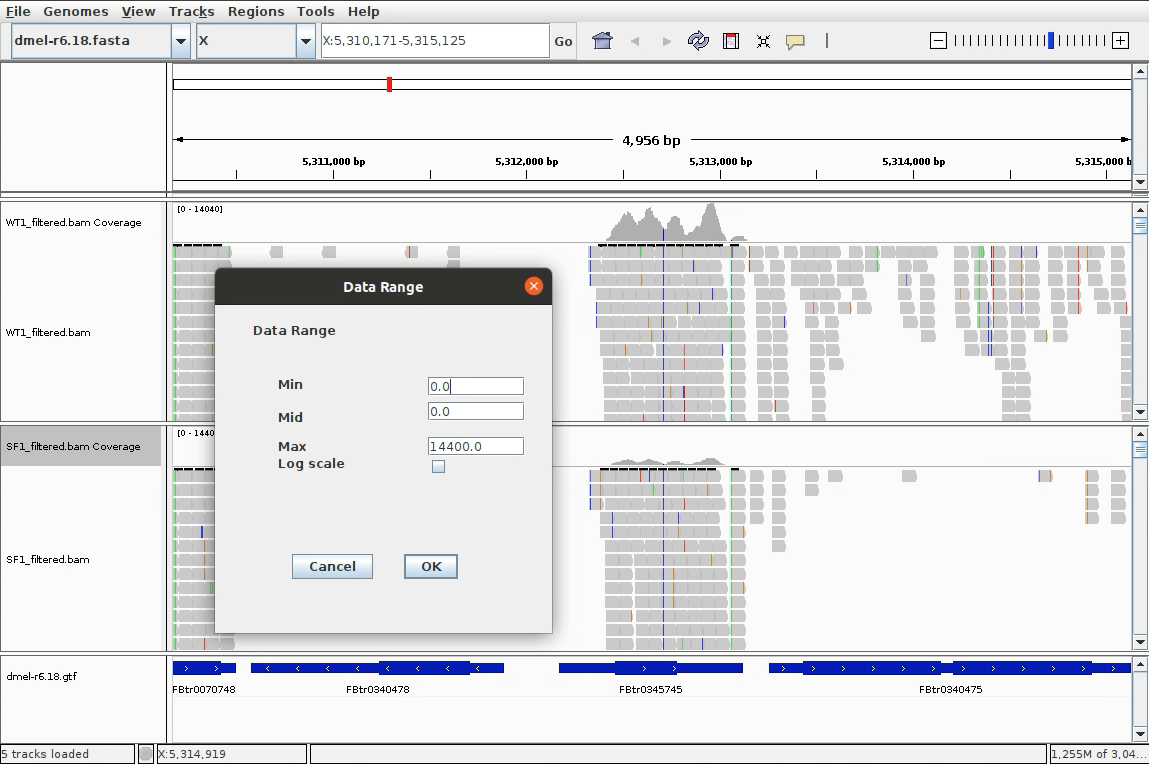 File Genomes View Tracks Regions Tools Help
dmel-r6.18.fasta X X:5,310,171-5,315,125 Go
4,956 bp
5,311,000 bp 5,312,000 bp 5,313,000 bp 5,314,000 bp 5,315,000 b
WT1_filtered.bam Coverage [0 - 14040]
WT1_filtered.bam
Data Range
Data Range
Min 0.0
Mid 0.0
Max 14400.0
Log scale
Cancel OK
SF1_filtered.bam Coverage [0 - 1440
SF1_filtered.bam
dmel-r6.18.gtf
FBtr0070748 FBtr0340478 FBtr0345745 FBtr0340475
5 tracks loaded X:5,314,919 1,255M of 3,04...